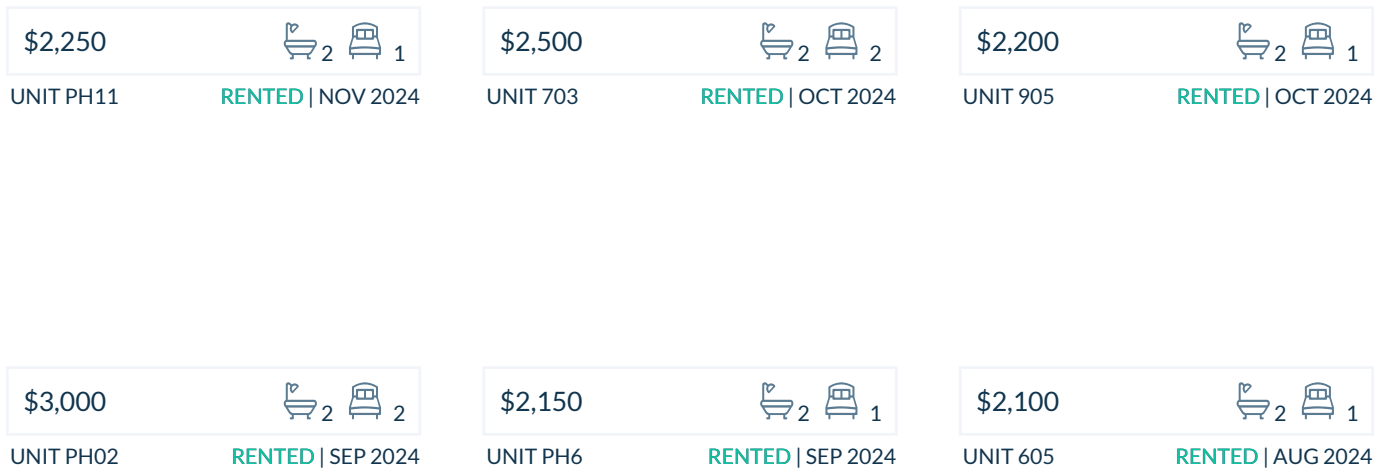 $2,250 2 1
UNIT PH11 RENTED | NOV 2024
$2,500 2 2
UNIT 703 RENTED | OCT 2024
$2,200 2 1
UNIT 905 RENTED | OCT 2024
$3,000 2 2
UNIT PH02 RENTED | SEP 2024
$2,150 2 1
UNIT PH6 RENTED | SEP 2024
$2,100 2 1
UNIT 605 RENTED | AUG 2024